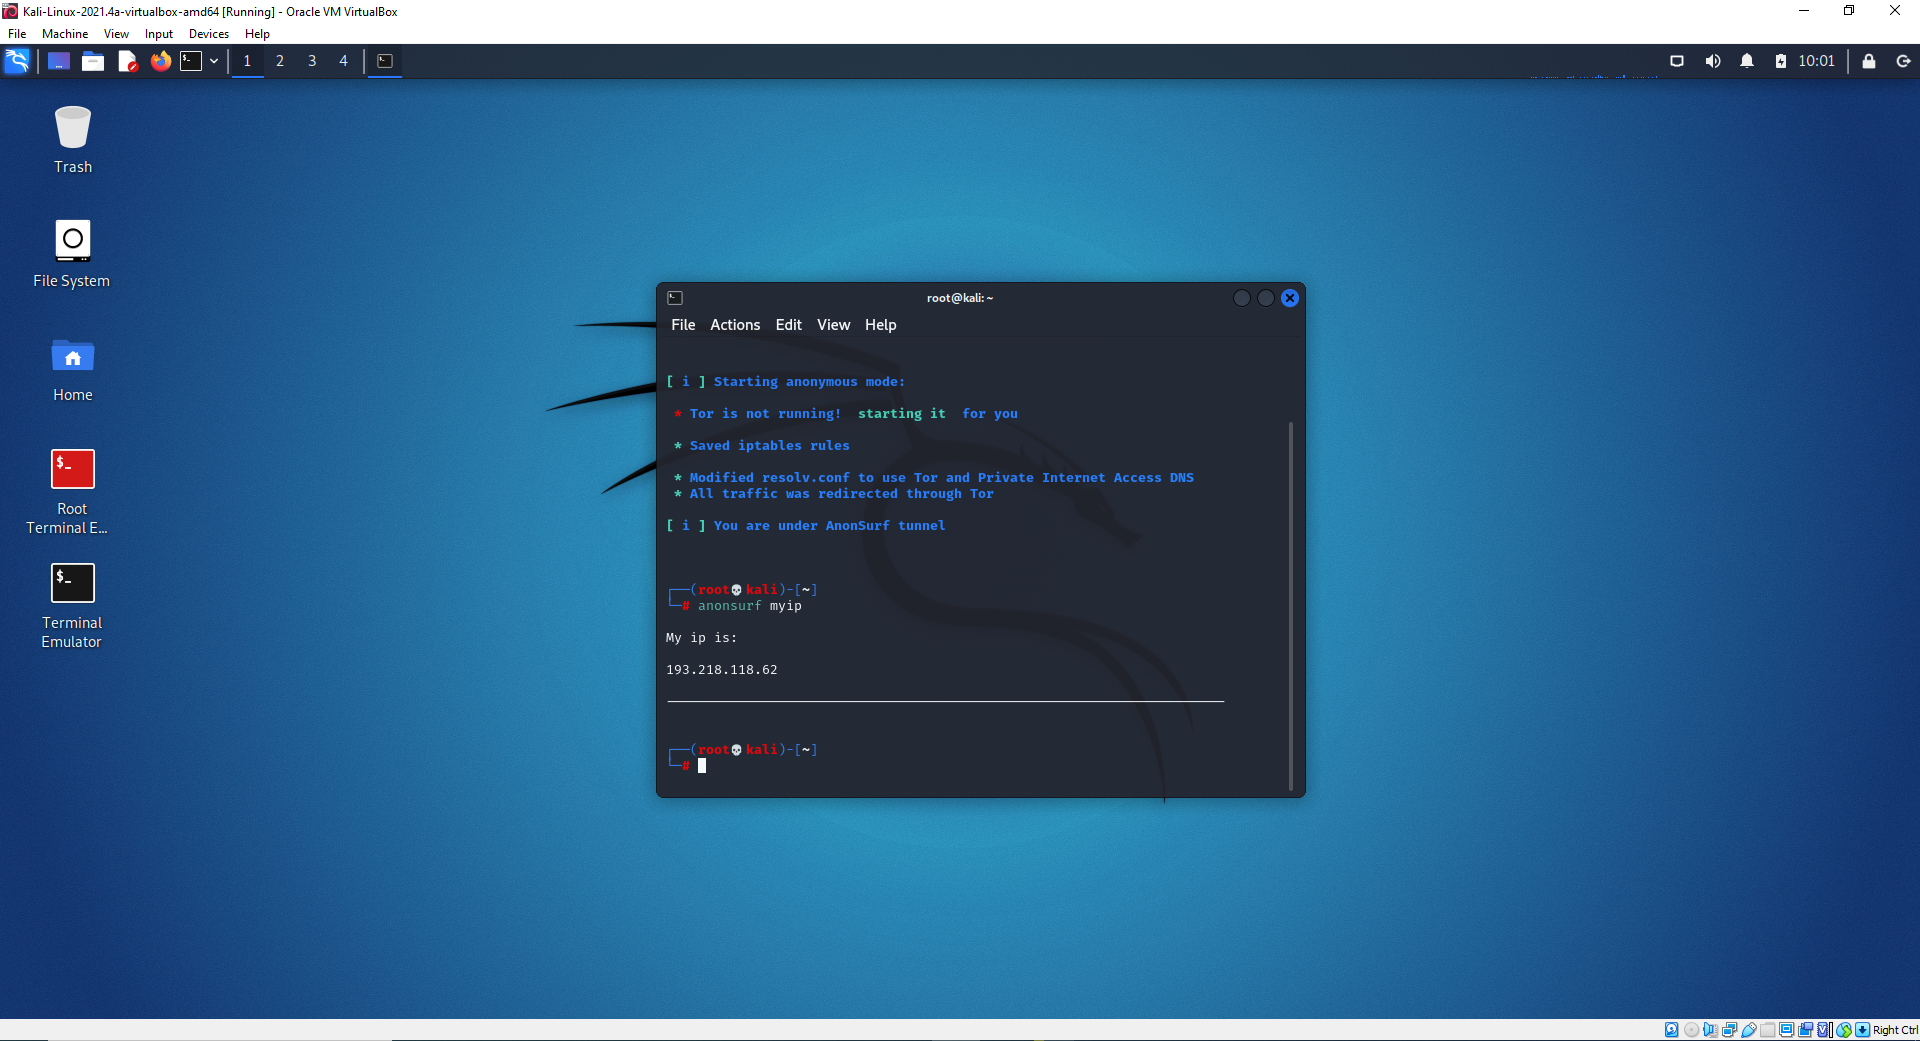 Kali-Linux-2021.4a-virtualbox-amd64 [Running] - Oracle VM VirtualBox
File Machine View Input Devices Help
1 2 3 4 10:01
Trash
File System
Home
$_
Root
Terminal E...
$_
Terminal
Emulator
root@kali: ~
File Actions Edit View Help
[ i ] Starting anonymous mode:
* Tor is not running! starting it for you
* Saved iptables rules
* Modified resolv.conf to use Tor and Private Internet Access DNS
* All traffic was redirected through Tor
[ i ] You are under AnonSurf tunnel
┌──(root💀kali)-[~]
└─# anonsurf myip
My ip is:
193.218.118.62
┌──(root💀kali)-[~]
└─#
Right Ctrl